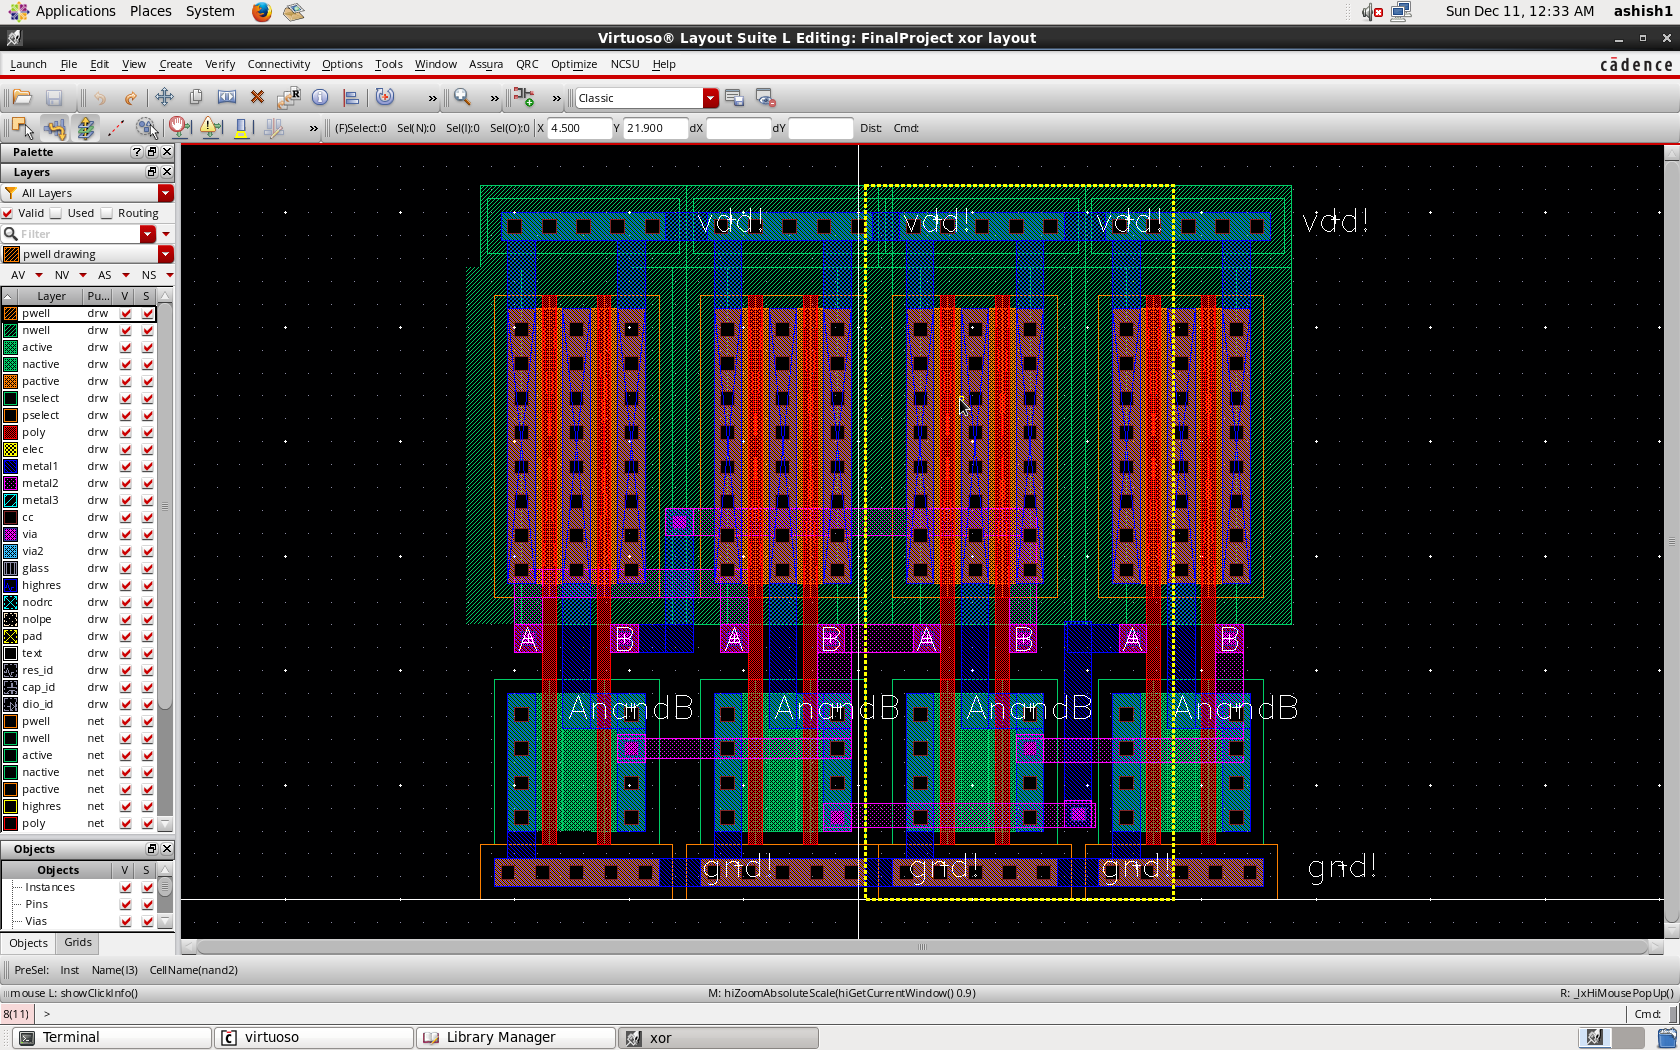 Applications Places System Sun Dec 11, 12:33 AM ashish1
Virtuoso® Layout Suite L Editing: FinalProject xor layout
Launch File Edit View Create Verify Connectivity Options Tools Window Assura QRC Optimize NCSU Help cādence
» » » Classic
» (F)Select:0 Sel(N):0 Sel(I):0 Sel(O):0 X 4.500 Y 21.900 dX dY Dist: Cmd:
Palette
Layers
All Layers
Valid Used Routing
Filter
pwell drawing
AV NV AS NS
Layer Pu... V S
pwell drw
nwell drw
active drw
nactive drw
pactive drw
nselect drw
pselect drw
poly drw
elec drw
metal1 drw
metal2 drw
metal3 drw
cc drw
via drw
via2 drw
glass drw
highres drw
nodrc drw
nolpe drw
pad drw
text drw
res_id drw
cap_id drw
dio_id drw
pwell net
nwell net
active net
nactive net
pactive net
highres net
poly net
Objects
Objects V S
Instances
Pins
Vias
Objects Grids
vdd! vdd! vdd! vdd!
A B A B A B A B
AnandB AnandB AnandB AnandB
gnd! gnd! gnd! gnd!
PreSel: Inst Name(I3) CellName(nand2)
mouse L: showClickInfo() M: hiZoomAbsoluteScale(hiGetCurrentWindow() 0.9) R: _lxHiMousePopUp()
8(11) > Cmd:
Terminal virtuoso Library Manager xor